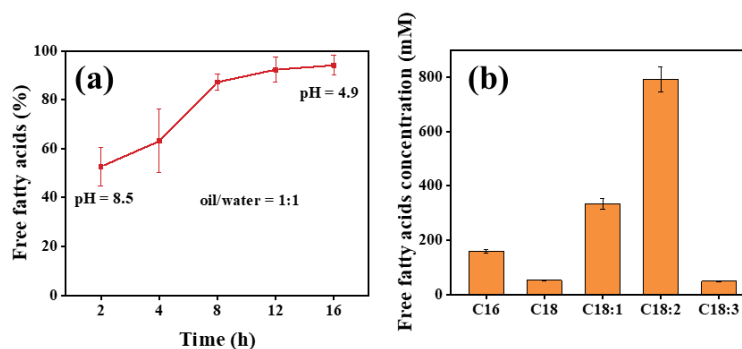 (a)
Free fatty acids (%)
100
80
60
40
20
0
pH = 8.5
pH = 4.9
oil/water = 1:1
2 4 8 12 16
Time (h)
(b)
Free fatty acids concentration (mM)
800
600
400
200
0
C16 C18 C18:1 C18:2 C18:3